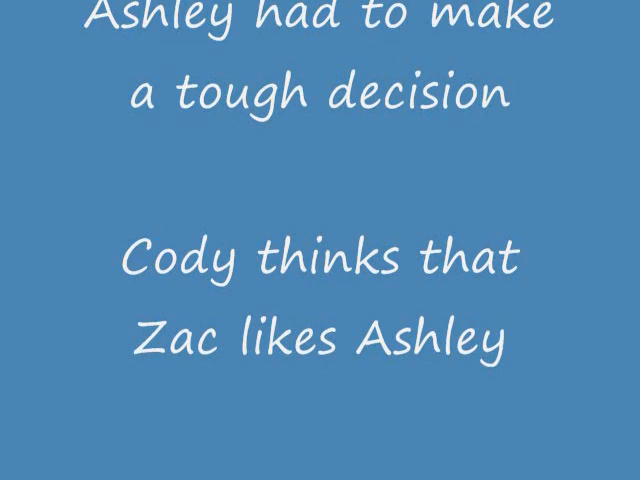 Ashley had to make
a tough decision
Cody thinks that
Zac likes Ashley